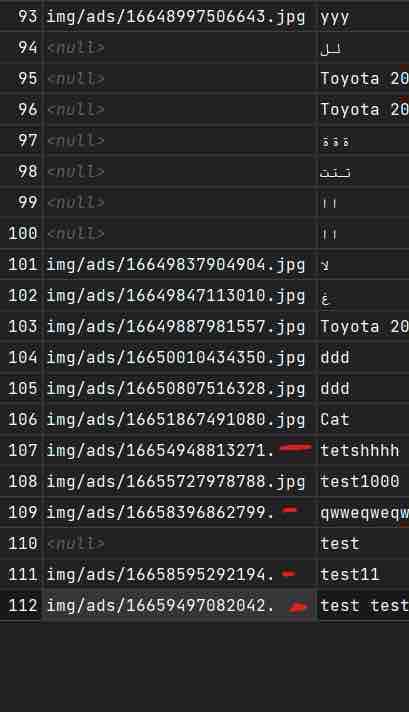 93 img/ads/16648997506643.jpg yyy
94 <null> لـلـ
95 <null> Toyota 20
96 <null> Toyota 20
97 <null> ةةة
98 <null> تـنت
99 <null> اا
100 <null> اا
101 img/ads/16649837904904.jpg لا
102 img/ads/16649847113010.jpg غ
103 img/ads/16649887981557.jpg Toyota 20
104 img/ads/16650010434350.jpg ddd
105 img/ads/16650807516328.jpg ddd
106 img/ads/16651867491080.jpg Cat
107 img/ads/16654948813271. tetshhhh
108 img/ads/16655727978788.jpg test1000
109 img/ads/16658396862799. qwweqweqw
110 <null> test
111 img/ads/16658595292194. test11
112 img/ads/16659497082042. test test